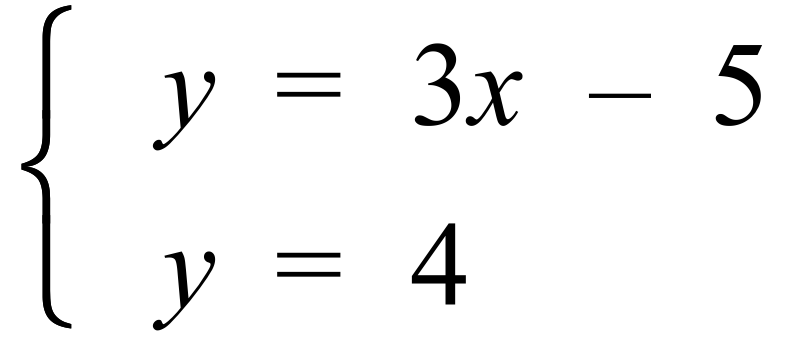 y = 3x – 5
y = 4